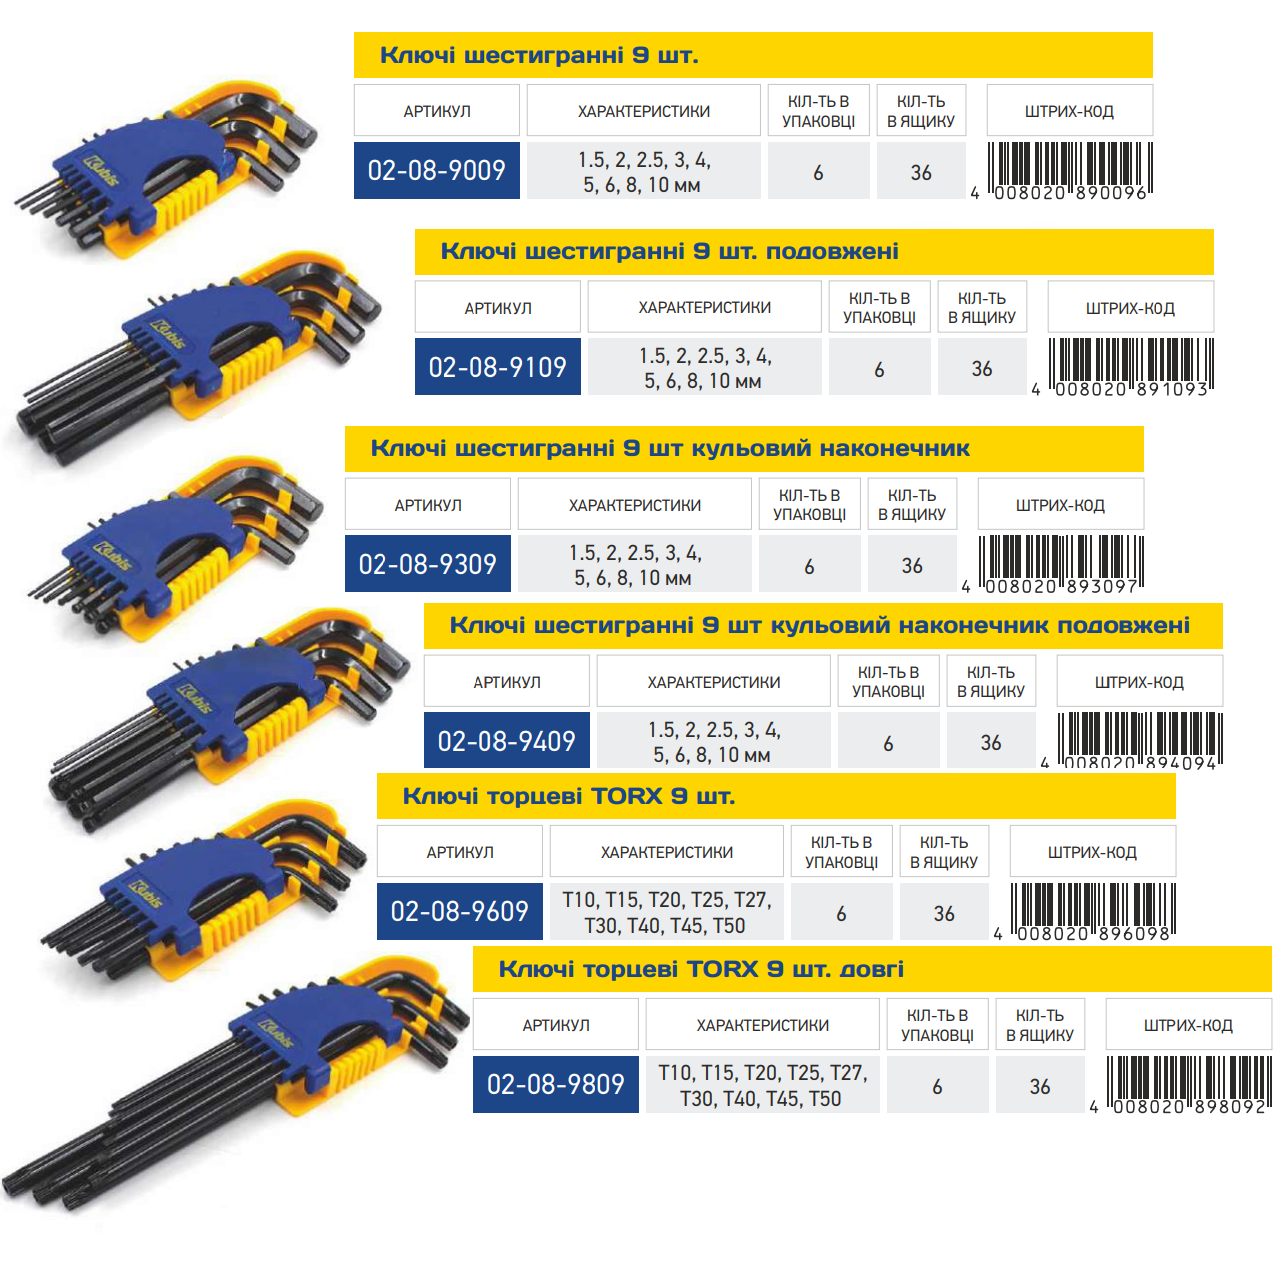 Ключі шестигранні 9 шт.
АРТИКУЛ ХАРАКТЕРИСТИКИ КІЛ-ТЬ В УПАКОВЦІ КІЛ-ТЬ В ЯЩИКУ ШТРИХ-КОД
02-08-9009 1.5, 2, 2.5, 3, 4, 5, 6, 8, 10 мм 6 36
4 008020 890096
Kubis
Ключі шестигранні 9 шт. подовжені
АРТИКУЛ ХАРАКТЕРИСТИКИ КІЛ-ТЬ В УПАКОВЦІ КІЛ-ТЬ В ЯЩИКУ ШТРИХ-КОД
02-08-9109 1.5, 2, 2.5, 3, 4, 5, 6, 8, 10 мм 6 36
4 008020 891093
Kubis
Ключі шестигранні 9 шт кульовий наконечник
АРТИКУЛ ХАРАКТЕРИСТИКИ КІЛ-ТЬ В УПАКОВЦІ КІЛ-ТЬ В ЯЩИКУ ШТРИХ-КОД
02-08-9309 1.5, 2, 2.5, 3, 4, 5, 6, 8, 10 мм 6 36
4 008020 893097
Kubis
Ключі шестигранні 9 шт кульовий наконечник подовжені
АРТИКУЛ ХАРАКТЕРИСТИКИ КІЛ-ТЬ В УПАКОВЦІ КІЛ-ТЬ В ЯЩИКУ ШТРИХ-КОД
02-08-9409 1.5, 2, 2.5, 3, 4, 5, 6, 8, 10 мм 6 36
4 008020 894094
Kubis
Ключі торцеві TORX 9 шт.
АРТИКУЛ ХАРАКТЕРИСТИКИ КІЛ-ТЬ В УПАКОВЦІ КІЛ-ТЬ В ЯЩИКУ ШТРИХ-КОД
02-08-9609 T10, T15, T20, T25, T27, T30, T40, T45, T50 6 36
4 008020 896098
Kubis
Ключі торцеві TORX 9 шт. довгі
АРТИКУЛ ХАРАКТЕРИСТИКИ КІЛ-ТЬ В УПАКОВЦІ КІЛ-ТЬ В ЯЩИКУ ШТРИХ-КОД
02-08-9809 T10, T15, T20, T25, T27, T30, T40, T45, T50 6 36
4 008020 898092
Kubis